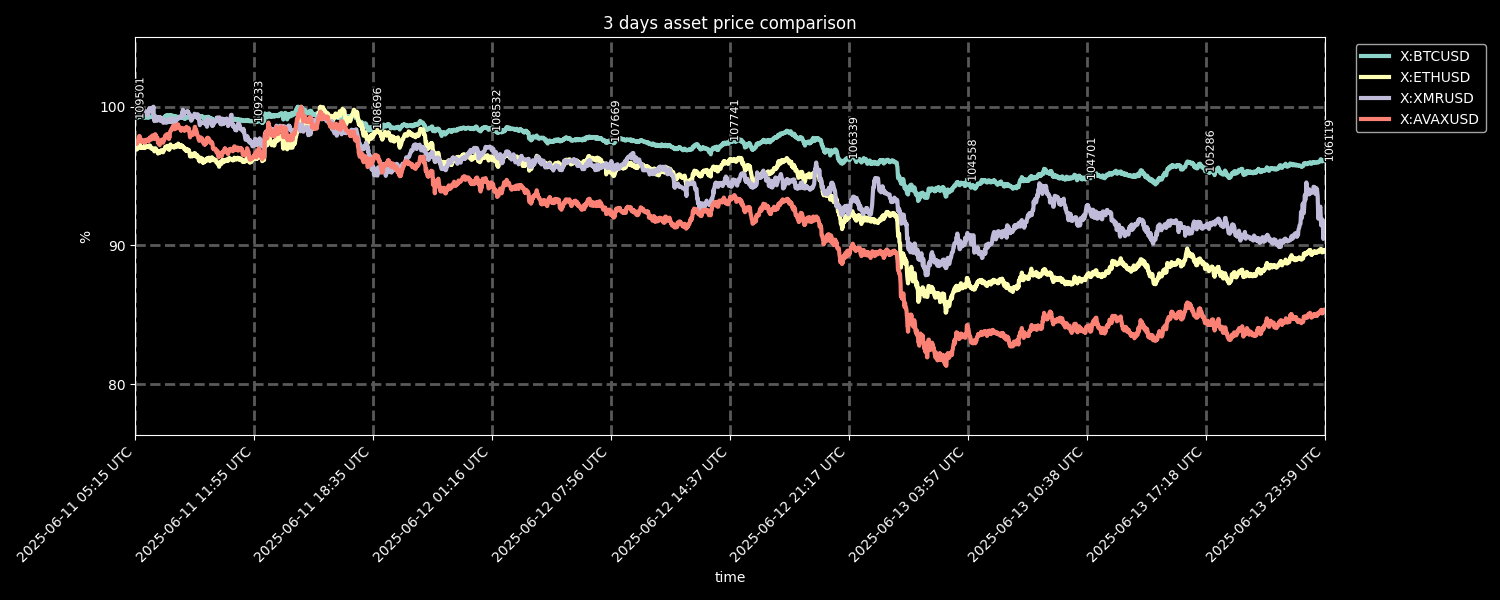 3 days asset price comparison
X:BTCUSD
X:ETHUSD
X:XMRUSD
X:AVAXUSD
100
90
80
%
109501
109233
108696
108532
107669
107741
106339
104558
104701
105286
106119
2025-06-11 05:15 UTC
2025-06-11 11:55 UTC
2025-06-11 18:35 UTC
2025-06-12 01:16 UTC
2025-06-12 07:56 UTC
2025-06-12 14:37 UTC
2025-06-12 21:17 UTC
2025-06-13 03:57 UTC
2025-06-13 10:38 UTC
2025-06-13 17:18 UTC
2025-06-13 23:59 UTC
time